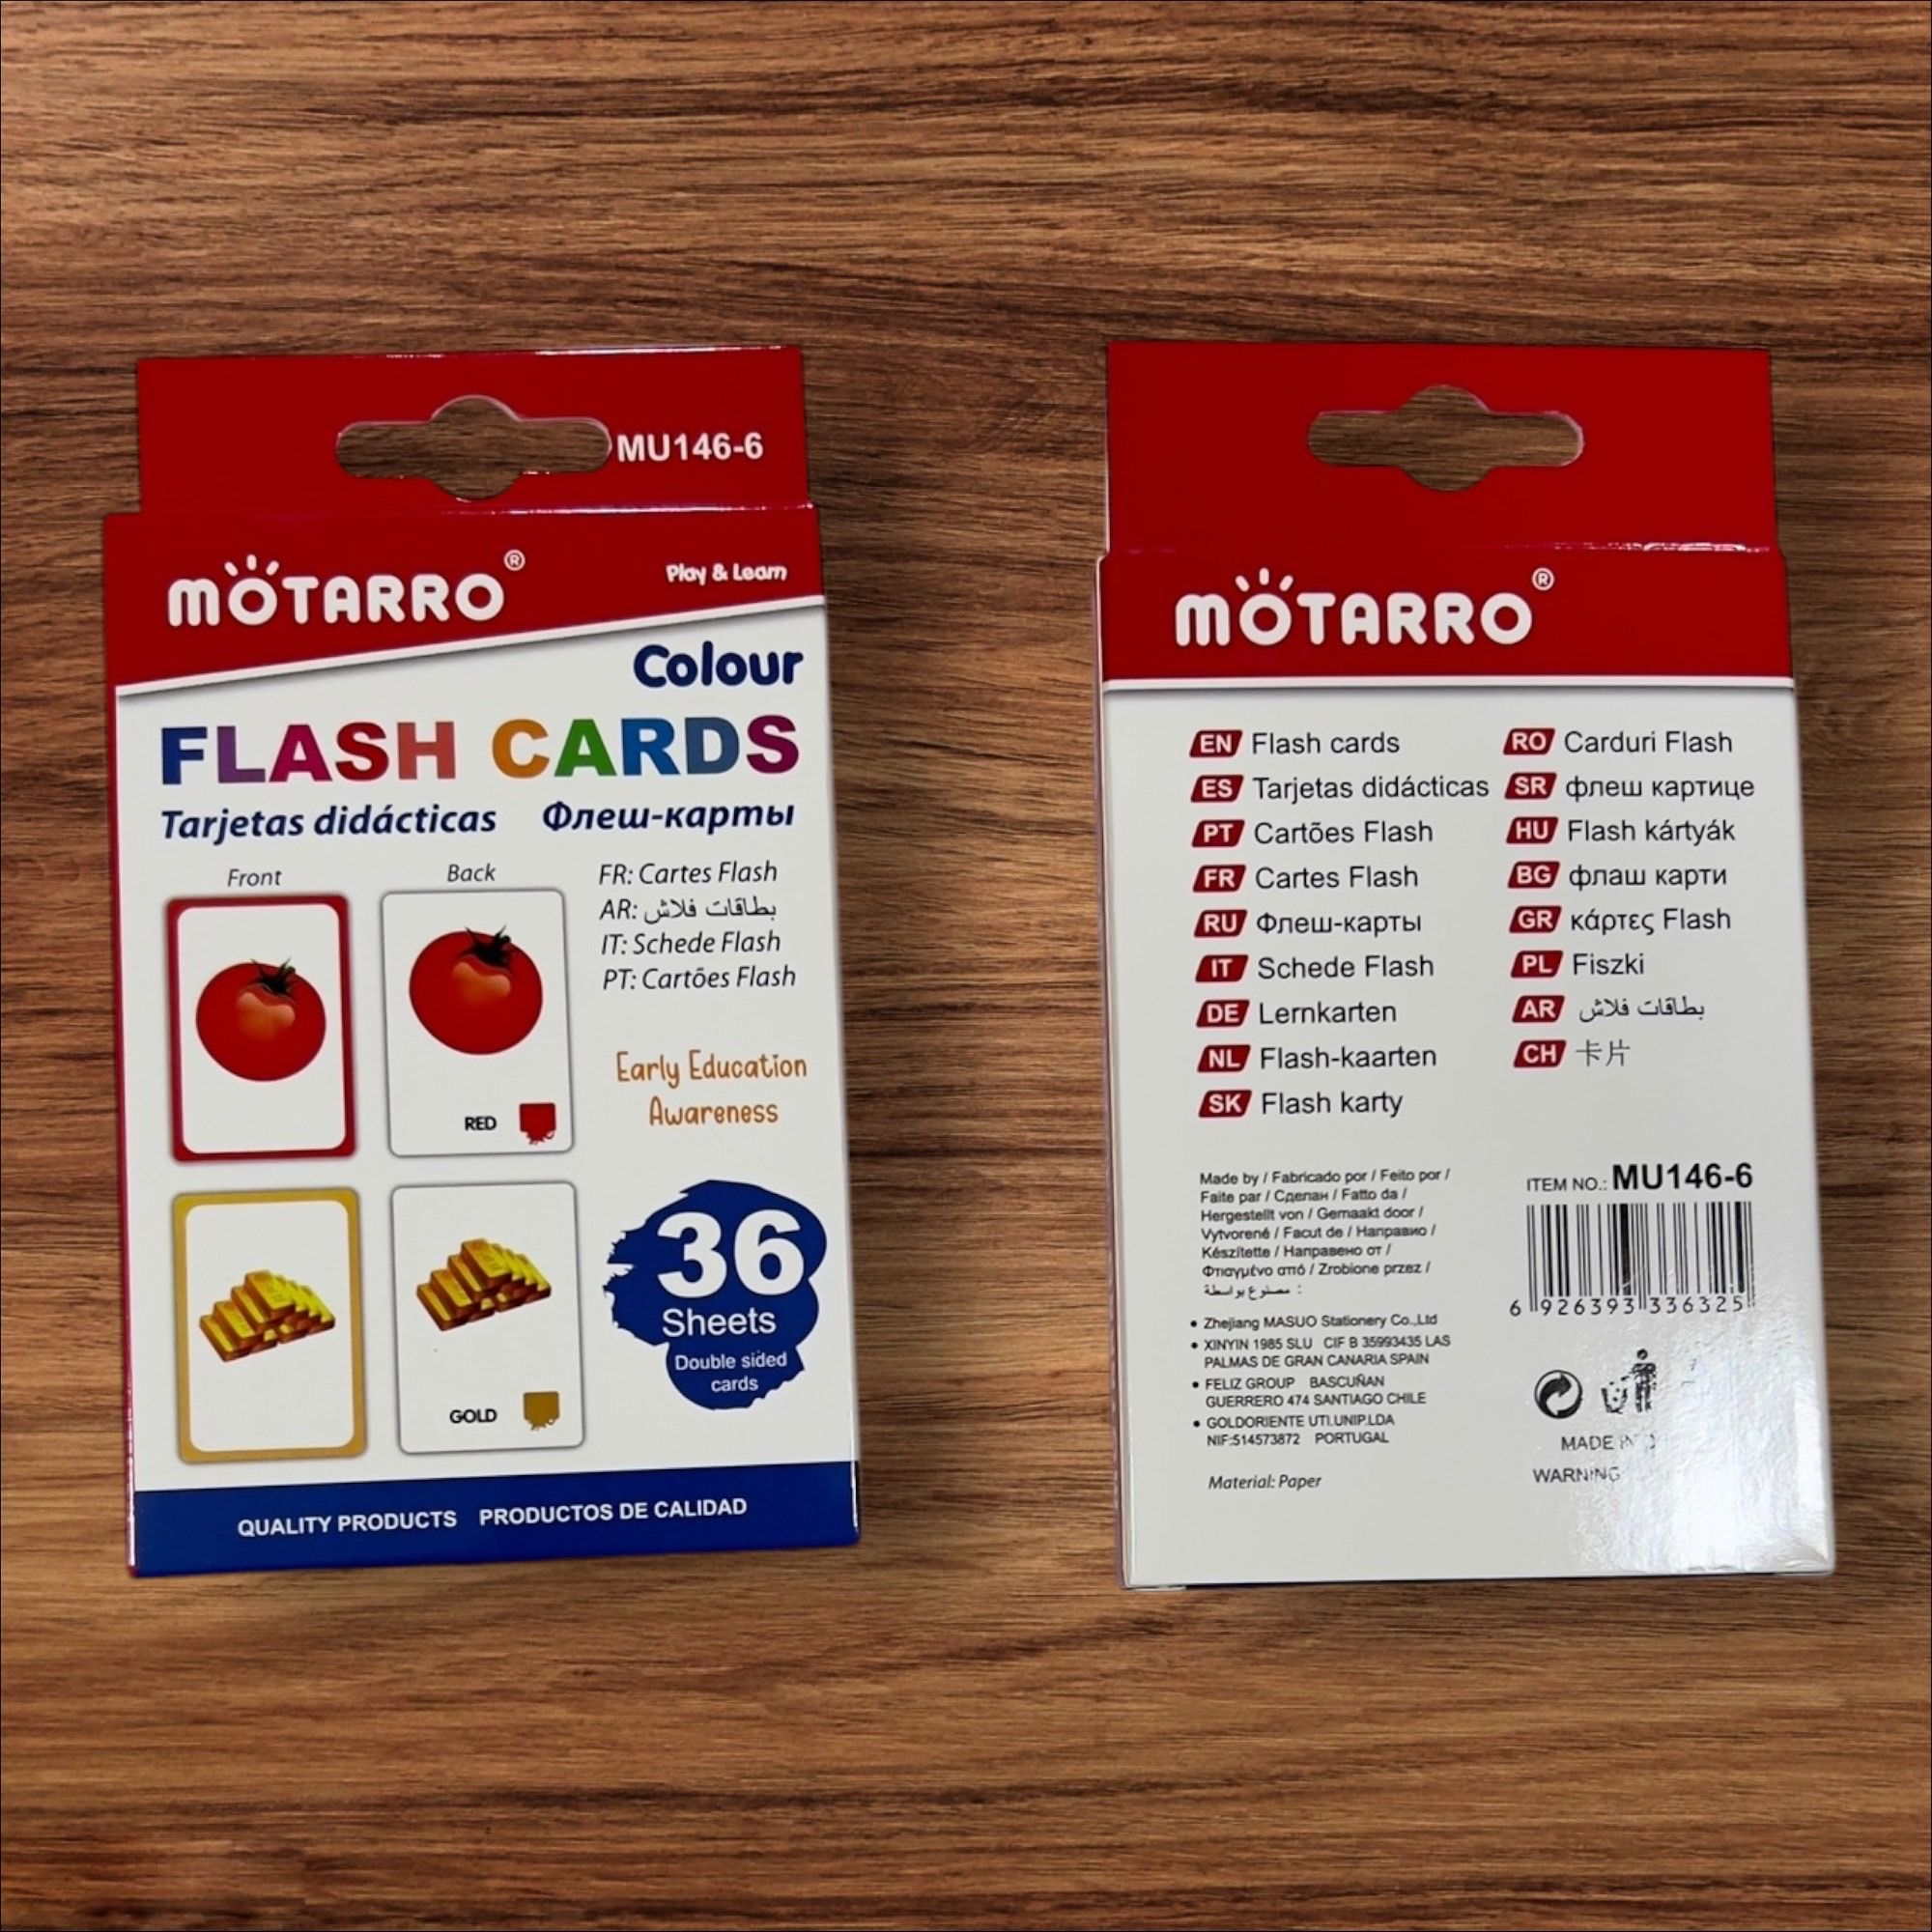 MU146-6
MOTARRO®
Play & Learn
Colour
FLASH CARDS
Tarjetas didácticas Флеш-карты
Front Back
FR: Cartes Flash
AR: بطاقات فلاش
IT: Schede Flash
PT: Cartões Flash
RED
Early Education
Awareness
GOLD
36
Sheets
Double sided
cards
QUALITY PRODUCTS PRODUCTOS DE CALIDAD
MOTARRO®
EN Flash cards
ES Tarjetas didácticas
PT Cartões Flash
FR Cartes Flash
RU Флеш-карты
IT Schede Flash
DE Lernkarten
NL Flash-kaarten
SK Flash karty
RO Carduri Flash
SR флеш картице
HU Flash kártyák
BG флаш карти
GR κάρτες Flash
PL Fiszki
AR بطاقات فلاش
CH 卡片
Made by / Fabricado por / Feito por /
Faite par / Сделан / Fatto da /
Hergestellt von / Gemaakt door /
Vytvorené / Facut de / Направио /
Készítette / Направено от /
Φτιαγμένο από / Zrobione przez /
مصنوع بواسطة :
• Zhejiang MASUO Stationery Co.,Ltd
• XINYIN 1985 SLU CIF B 35993435 LAS
PALMAS DE GRAN CANARIA SPAIN
• FELIZ GROUP BASCUÑAN
GUERRERO 474 SANTIAGO CHILE
• GOLDORIENTE UTI.UNIP.LDA
NIF:514573872 PORTUGAL
Material: Paper
ITEM NO.: MU146-6
6 926393 336325
MADE IN
WARNING